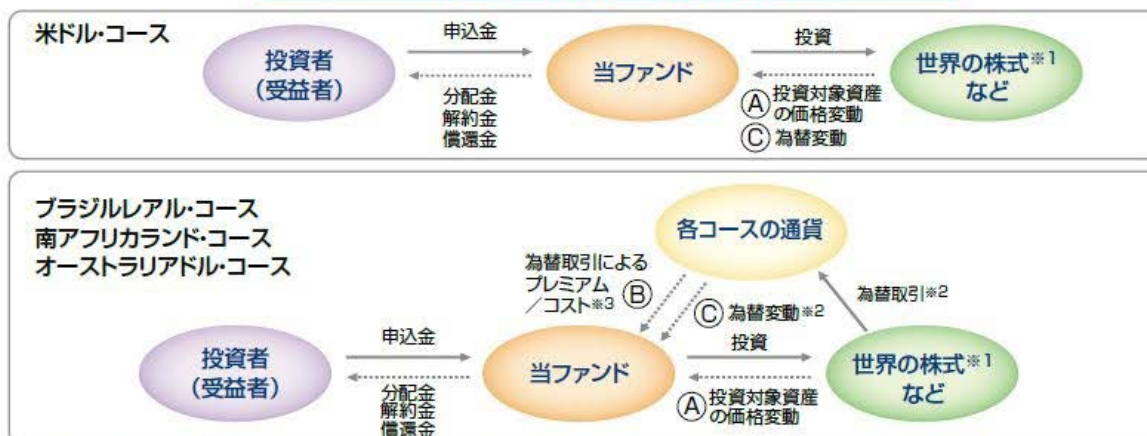 米ドル・コース
投資者
（受益者）
申込金
分配金
解約金
償還金
当ファンド
投資
Ⓐ投資対象資産
の価格変動
Ⓒ為替変動
世界の株式※1
など
ブラジルレアル・コース
南アフリカランド・コース
オーストラリアドル・コース
各コースの通貨
為替取引による
プレミアム
／コスト※3 Ⓑ
Ⓒ 為替変動※2
為替取引※2
投資者
（受益者）
申込金
分配金
解約金
償還金
当ファンド
投資
Ⓐ投資対象資産
の価格変動
世界の株式※1
など